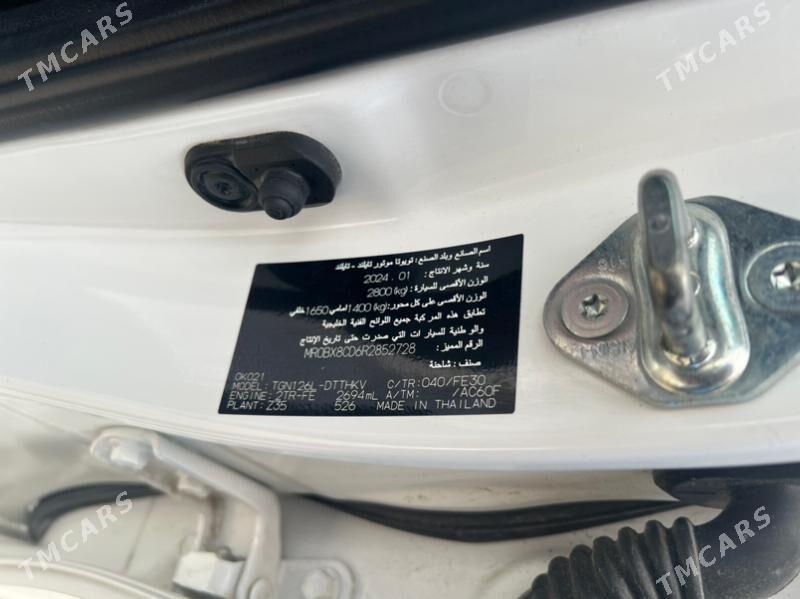 TMCARS
TMCARS
TMCARS
اسم الصانع وبلد الصنع: تويوتا موتور تايلند - تايلند
سنة وشهر الانتاج: 2024 . 01
الوزن الأقصى للسيارة: 2800 (kg)
الوزن الأقصى على كل محور: (kg)1400 أمامي 1650 خلفي
تطابق هذه المركبة جميع اللوائح الفنية الخليجية
والوطنية للسيارات التي صدرت حتى تاريخ الإنتاج
الرقم المميز: MR0BX8CD6R2852728
صنف: شاحنة
OK021
MODEL: TGN126L-DTTHKV C/TR: 040/FE30
ENGINE: 2TR-FE 2694mL A/TM: /AC60F
PLANT: Z35 526 MADE IN THAILAND
TMCARS
TMCARS